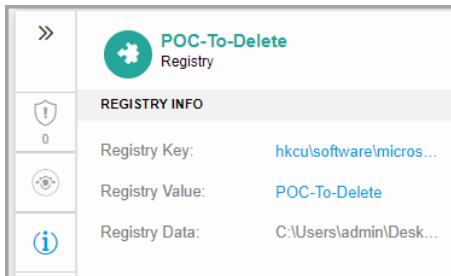 »
POC-To-Delete
Registry
REGISTRY INFO
0
Registry Key: hkcu\software\micros...
Registry Value: POC-To-Delete
Registry Data: C:\Users\admin\Desk...